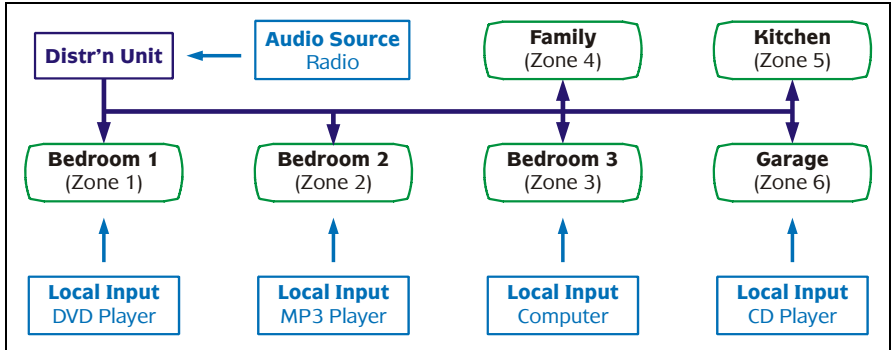 Distr'n Unit
Audio Source
Radio
Family
(Zone 4)
Kitchen
(Zone 5)
Bedroom 1
(Zone 1)
Bedroom 2
(Zone 2)
Bedroom 3
(Zone 3)
Garage
(Zone 6)
Local Input
DVD Player
Local Input
MP3 Player
Local Input
Computer
Local Input
CD Player